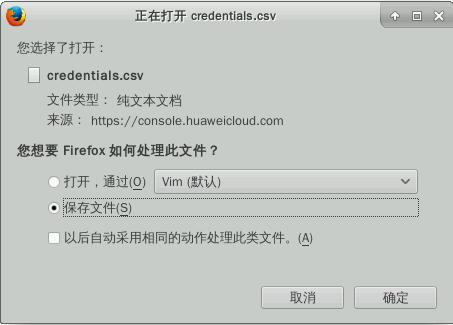 正在打开 credentials.csv
您选择了打开：
credentials.csv
文件类型： 纯文本文档
来源： https://console.huaweicloud.com
您想要 Firefox 如何处理此文件？
打开，通过(O) Vim (默认)
保存文件(S)
以后自动采用相同的动作处理此类文件。(A)
取消 确定